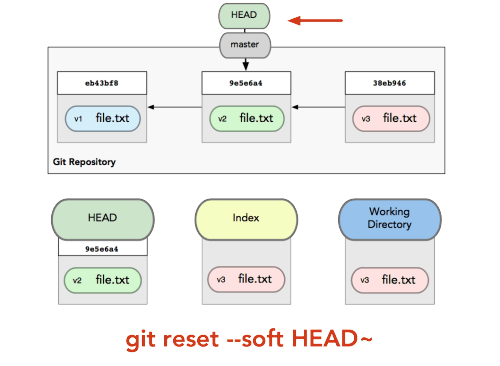 HEAD
master
eb43bf8
9e5e6a4
38eb946
v1 file.txt
v2 file.txt
v3 file.txt
Git Repository
HEAD
Index
Working
Directory
9e5e6a4
v2 file.txt
v3 file.txt
v3 file.txt
git reset --soft HEAD~